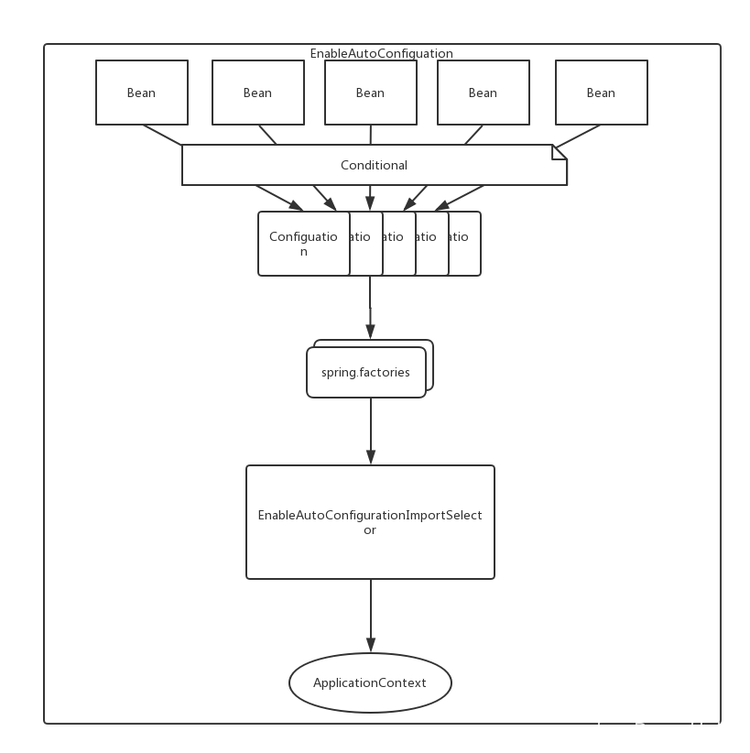 EnableAutoConfiguation
Bean Bean Bean Bean Bean
Conditional
Configuatio
n
atio atio atio atio
spring.factories
EnableAutoConfigurationImportSelect
or
ApplicationContext